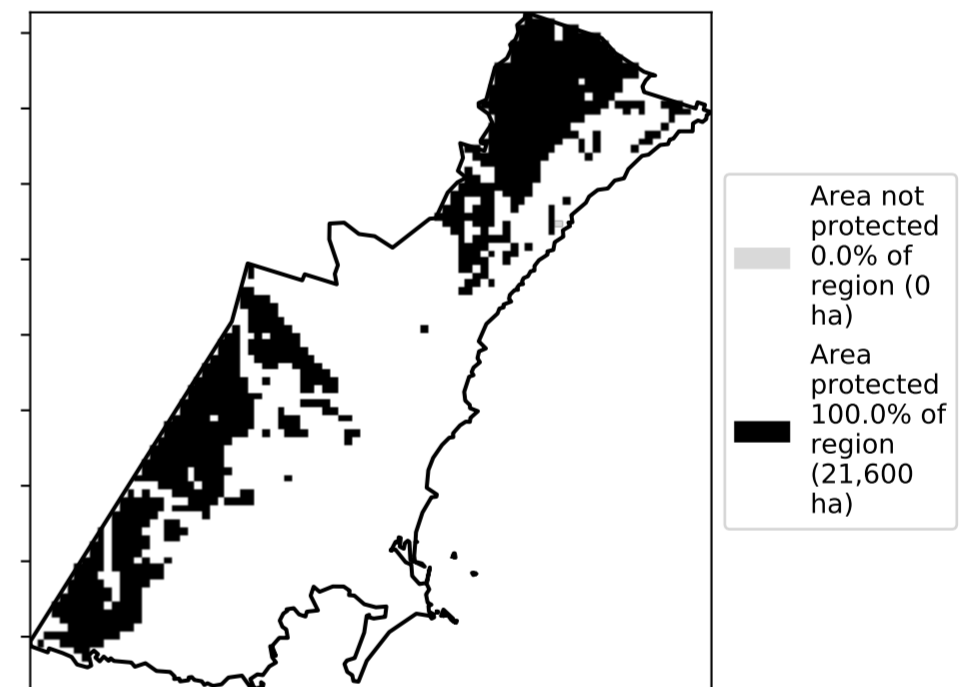 Area not
protected
0.0% of
region (0
ha)
Area
protected
100.0% of
region
(21,600
ha)